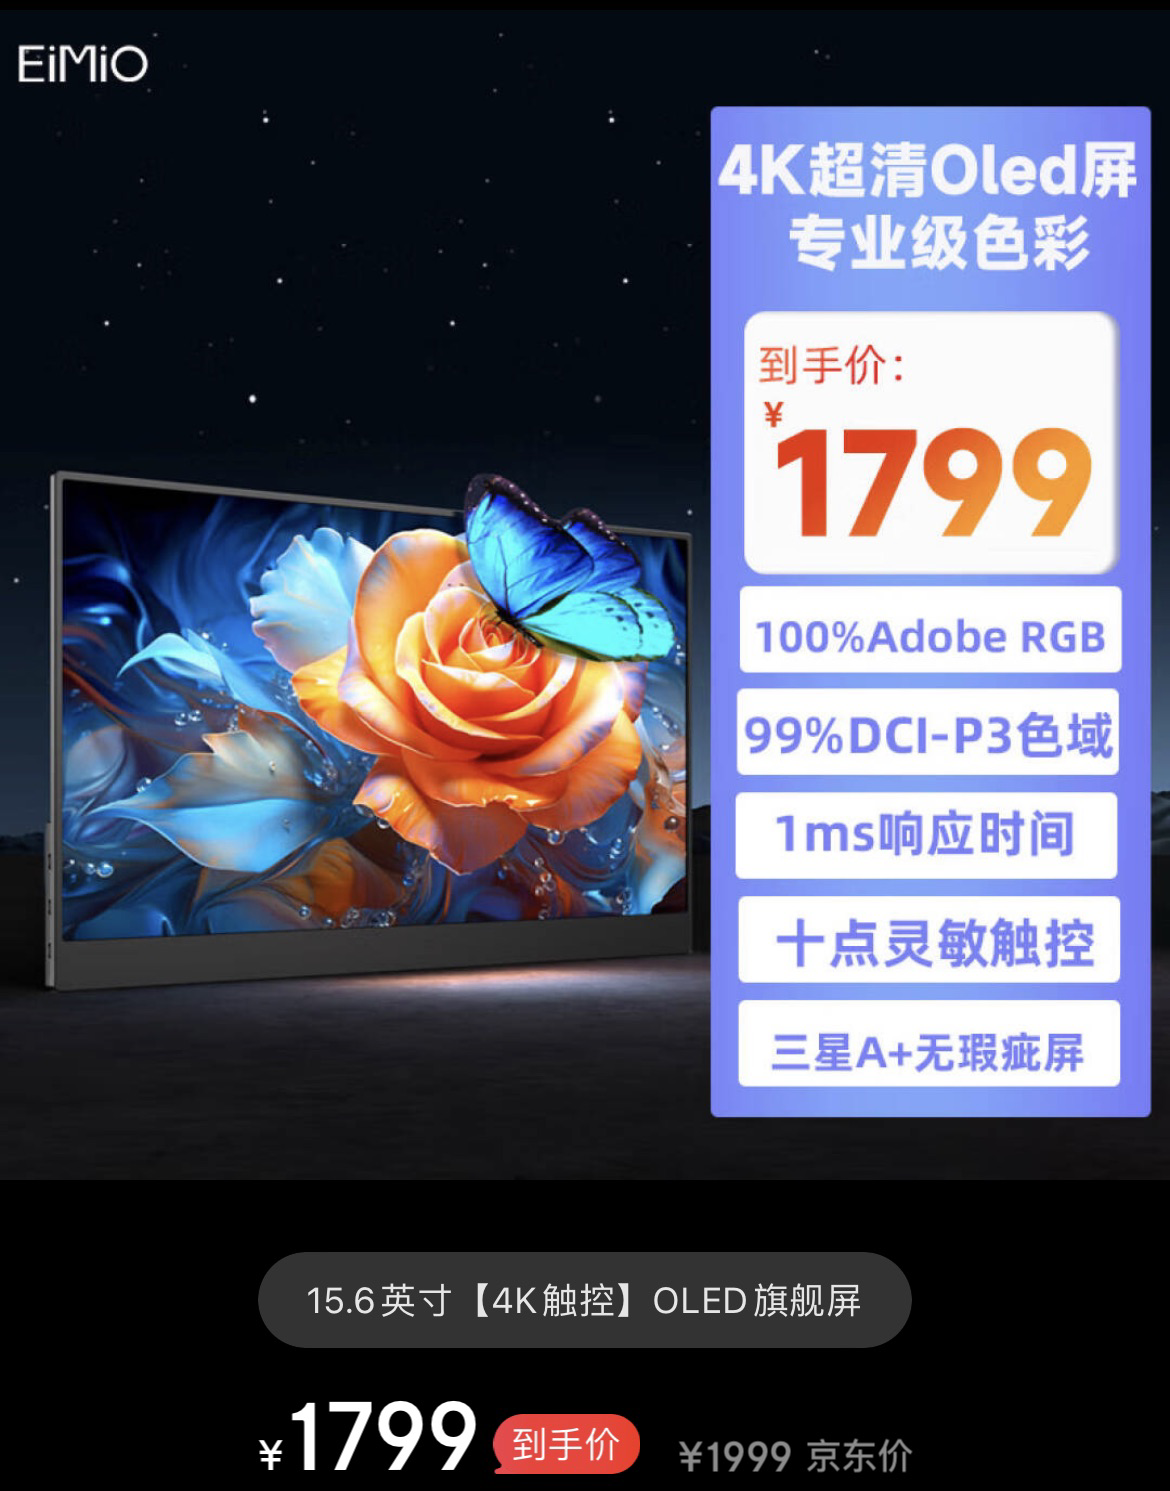 EiMiO
4K超清Oled屏
专业级色彩
到手价：
¥
1799
100%Adobe RGB
99%DCI-P3色域
1ms响应时间
十点灵敏触控
三星A+无瑕疵屏
15.6英寸【4K触控】OLED旗舰屏
¥1799 到手价 ¥1999 京东价